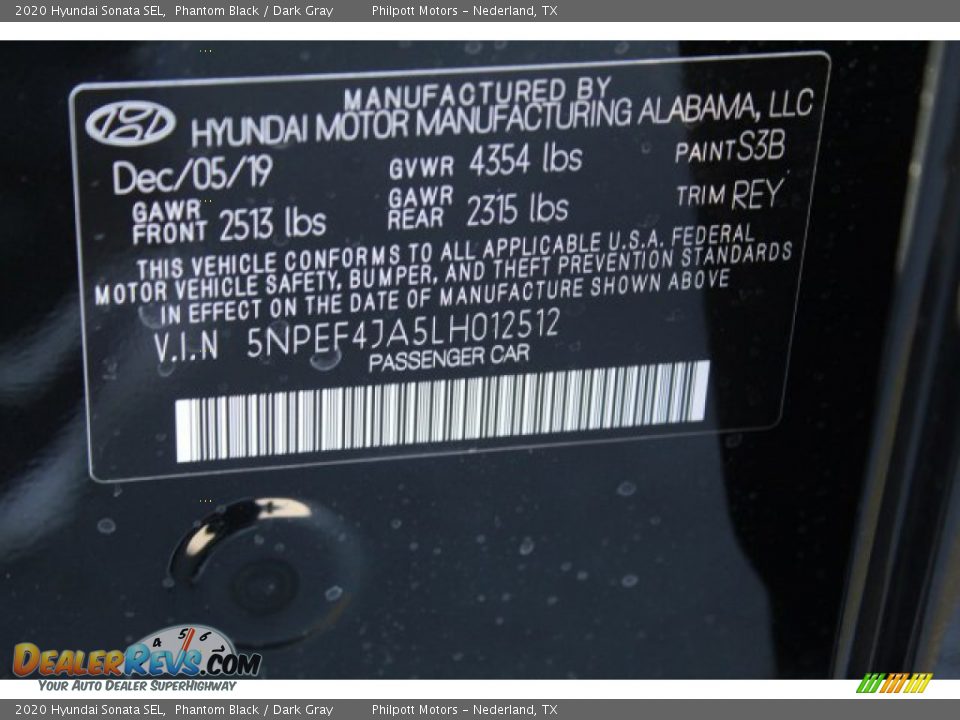 2020 Hyundai Sonata SEL, Phantom Black / Dark Gray Philpott Motors - Nederland, TX
MANUFACTURED BY
HYUNDAI MOTOR MANUFACTURING ALABAMA, LLC
Dec/05/19 GVWR 4354 lbs PAINT S3B
GAWR FRONT 2513 lbs GAWR REAR 2315 lbs TRIM REY
THIS VEHICLE CONFORMS TO ALL APPLICABLE U.S.A. FEDERAL
MOTOR VEHICLE SAFETY, BUMPER, AND THEFT PREVENTION STANDARDS
IN EFFECT ON THE DATE OF MANUFACTURE SHOWN ABOVE
V.I.N 5NPEF4JA5LH012512
PASSENGER CAR
4 5 6
DEALERREVS.COM
YOUR AUTO DEALER SUPERHIGHWAY
2020 Hyundai Sonata SEL, Phantom Black / Dark Gray Philpott Motors - Nederland, TX